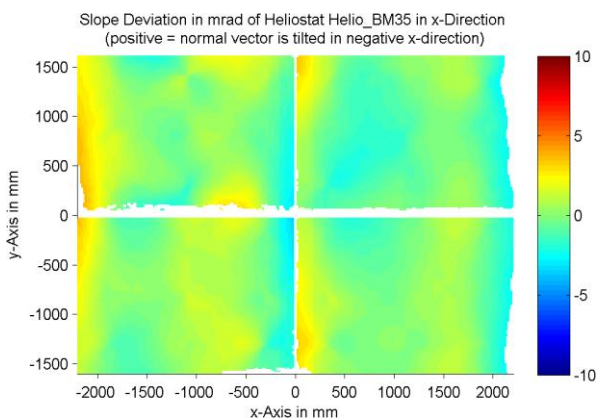 Slope Deviation in mrad of Heliostat Helio_BM35 in x-Direction
(positive = normal vector is tilted in negative x-direction)
1500
1000
500
0
-500
-1000
-1500
y-Axis in mm
-2000 -1500 -1000 -500 0 500 1000 1500 2000
x-Axis in mm
10
5
0
-5
-10